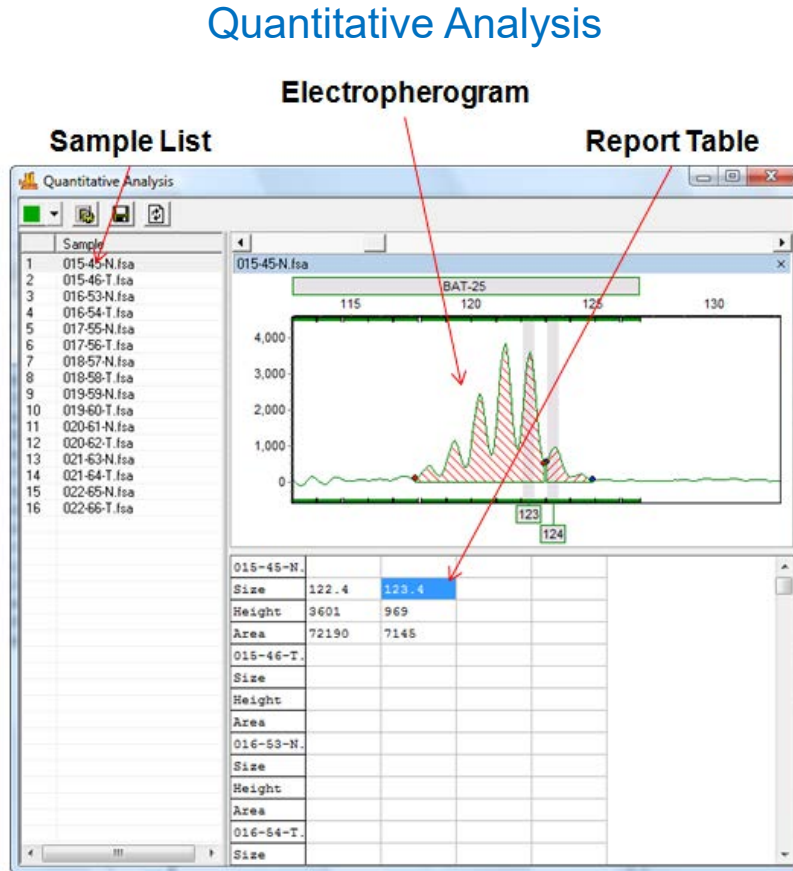 Quantitative Analysis
Electropherogram
Sample List
Report Table
Quantitative Analysis
Sample
1 015-45-N.fsa
2 015-46-T.fsa
3 016-53-N.fsa
4 016-54-T.fsa
5 017-55-N.fsa
6 017-56-T.fsa
7 018-57-N.fsa
8 018-58-T.fsa
9 019-59-N.fsa
10 019-60-T.fsa
11 020-61-N.fsa
12 020-62-T.fsa
13 021-63-N.fsa
14 021-64-T.fsa
15 022-65-N.fsa
16 022-66-T.fsa
015-45-N.fsa
BAT-25
115 120 125 130
4,000
3,000
2,000
1,000
0
123
124
015-45-N.
Size 122.4 123.4
Height 3601 969
Area 72190 7145
015-46-T.
Size
Height
Area
016-53-N.
Size
Height
Area
016-54-T.
Size